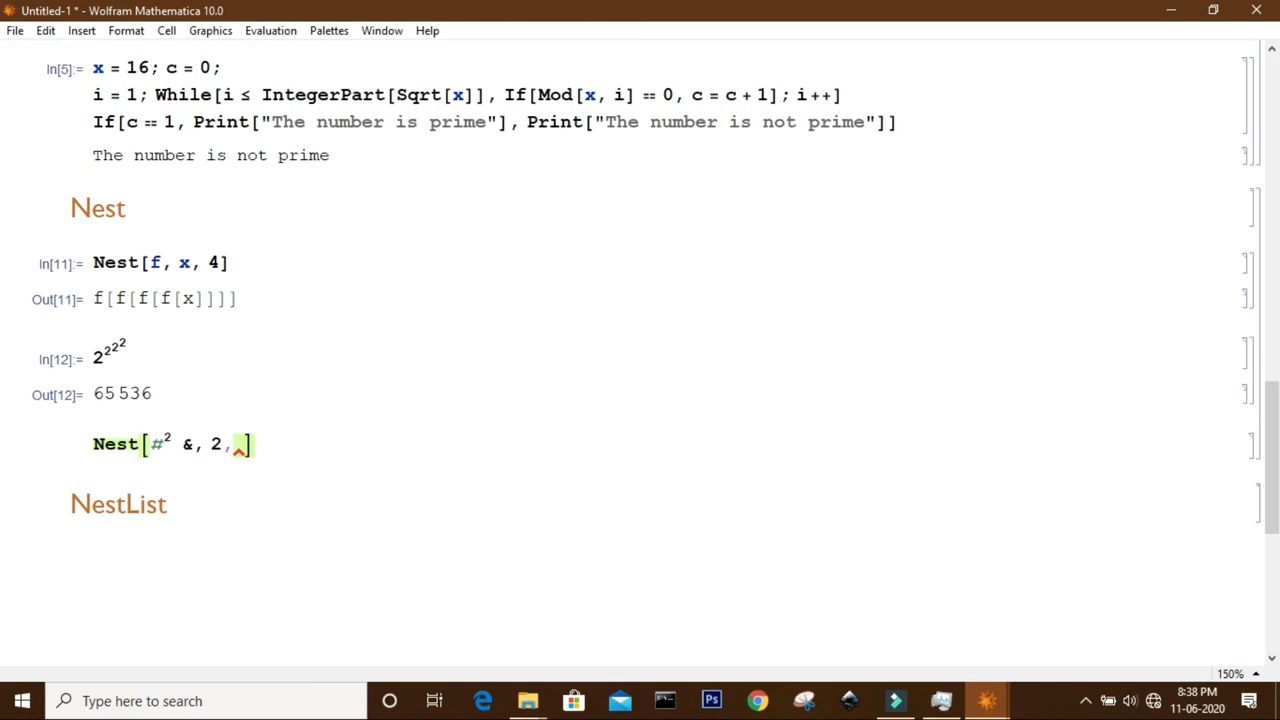 Untitled-1 * - Wolfram Mathematica 10.0
File Edit Insert Format Cell Graphics Evaluation Palettes Window Help
In[5]:= x = 16; c = 0;
i = 1; While[i ≤ IntegerPart[Sqrt[x]], If[Mod[x, i] == 0, c = c + 1]; i++]
If[c == 1, Print["The number is prime"], Print["The number is not prime"]]
The number is not prime
Nest
In[11]:= Nest[f, x, 4]
Out[11]= f[f[f[f[x]]]]
In[12]:= 2^2^2^2
Out[12]= 65 536
Nest[#² &, 2, ]
NestList
150%
Type here to search
Ps
8:38 PM
11-06-2020